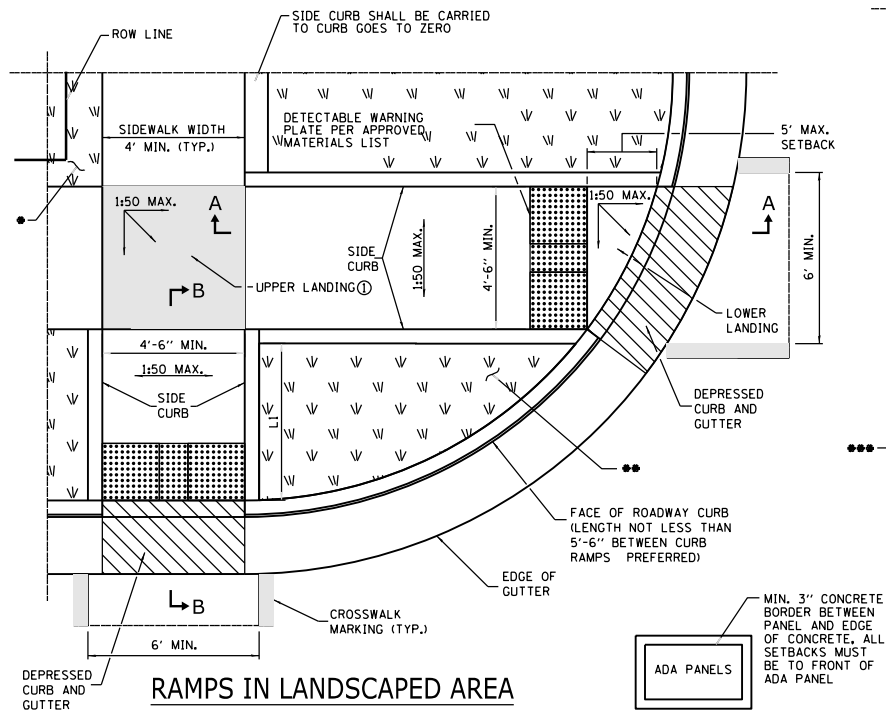 SIDE CURB SHALL BE CARRIED
TO CURB GOES TO ZERO
ROW LINE
DETECTABLE WARNING
PLATE PER APPROVED
MATERIALS LIST
SIDEWALK WIDTH
4' MIN. (TYP.)
5' MAX.
SETBACK
1:50 MAX.
A
B
UPPER LANDING①
SIDE
CURB
1:50 MAX.
4'-6" MIN.
1:50 MAX.
A
6' MIN.
LOWER
LANDING
4'-6" MIN.
1:50 MAX.
SIDE
CURB
L1
DEPRESSED
CURB AND
GUTTER
FACE OF ROADWAY CURB
(LENGTH NOT LESS THAN
5'-6" BETWEEN CURB
RAMPS PREFERRED)
EDGE OF
GUTTER
B
CROSSWALK
MARKING (TYP.)
6' MIN.
DEPRESSED
CURB AND
GUTTER
RAMPS IN LANDSCAPED AREA
MIN. 3" CONCRETE
BORDER BETWEEN
PANEL AND EDGE
OF CONCRETE, ALL
SETBACKS MUST
BE TO FRONT OF
ADA PANEL
ADA PANELS